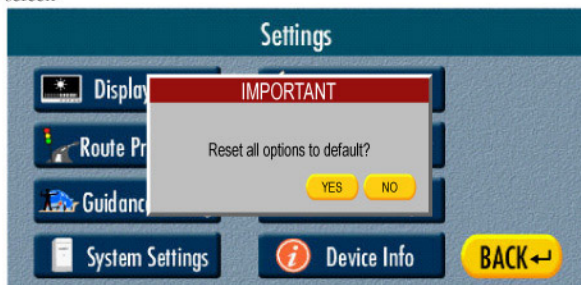 Settings
Display
IMPORTANT
Reset all options to default?
YES NO
Route Pr
Guidanc
System Settings
Device Info
BACK